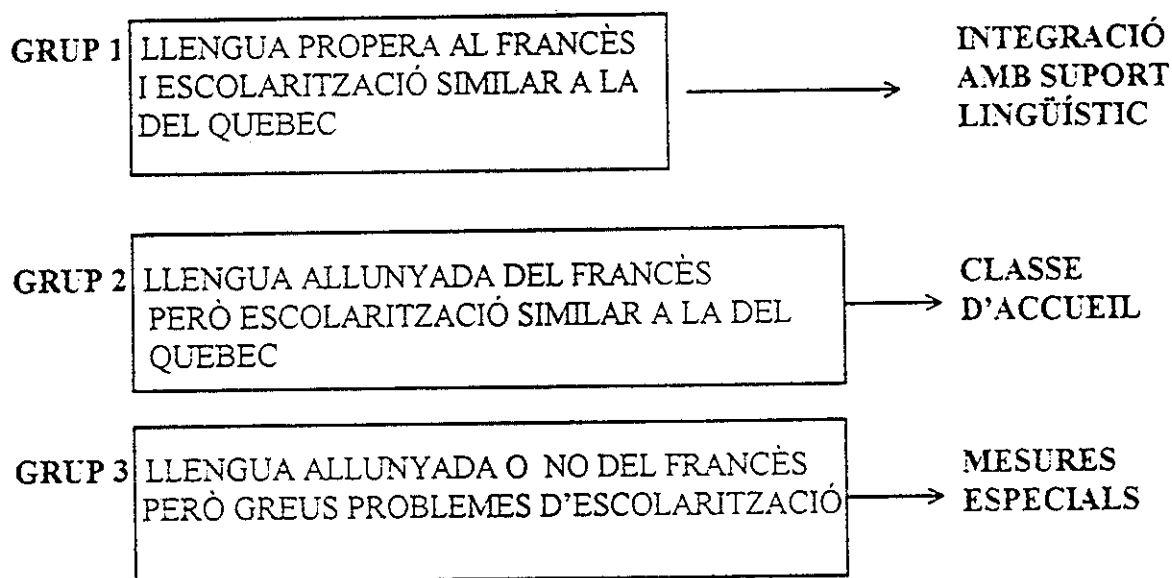 GRUP 1 LLENGUA PROPERA AL FRANCÈS
I ESCOLARITZACIÓ SIMILAR A LA
DEL QUEBEC
INTEGRACIÓ
AMB SUPORT
LINGÜÍSTIC
GRUP 2 LLENGUA ALLUNYADA DEL FRANCÈS
PERÒ ESCOLARITZACIÓ SIMILAR A LA DEL
QUEBEC
CLASSE
D'ACCUEIL
GRUP 3 LLENGUA ALLUNYADA O NO DEL FRANCÈS
PERÒ GREUS PROBLEMES D'ESCOLARITZACIÓ
MESURES
ESPECIALS